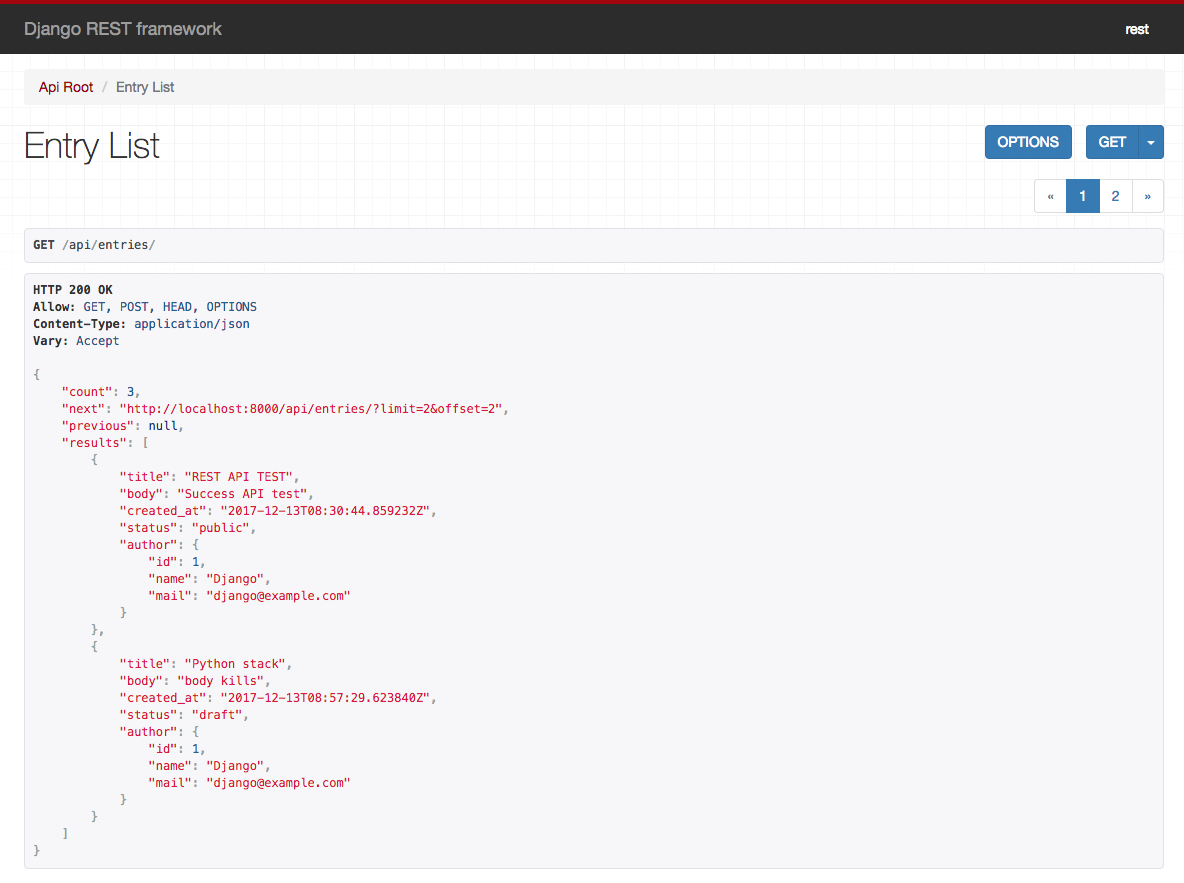 Django REST framework
rest
Api Root / Entry List
Entry List
OPTIONS
GET
« 1 2 »
GET /api/entries/
HTTP 200 OK
Allow: GET, POST, HEAD, OPTIONS
Content-Type: application/json
Vary: Accept
{
    "count": 3,
    "next": "http://localhost:8000/api/entries/?limit=2&offset=2",
    "previous": null,
    "results": [
        {
            "title": "REST API TEST",
            "body": "Success API test",
            "created_at": "2017-12-13T08:30:44.859232Z",
            "status": "public",
            "author": {
                "id": 1,
                "name": "Django",
                "mail": "django@example.com"
            }
        },
        {
            "title": "Python stack",
            "body": "body kills",
            "created_at": "2017-12-13T08:57:29.623840Z",
            "status": "draft",
            "author": {
                "id": 1,
                "name": "Django",
                "mail": "django@example.com"
            }
        }
    ]
}